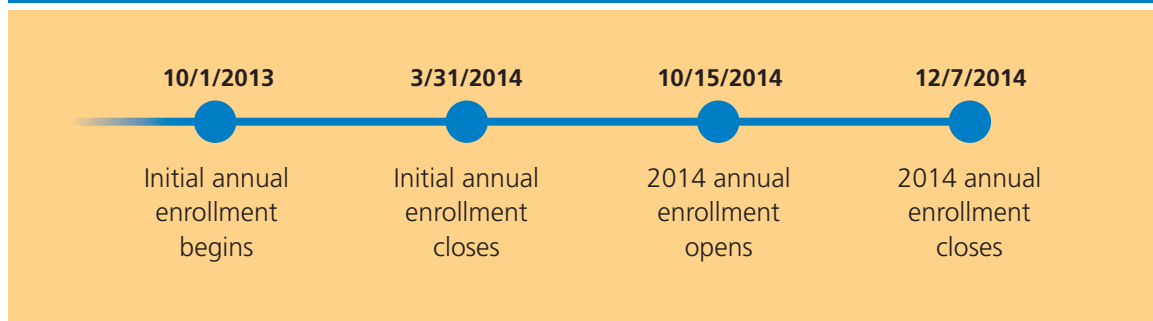 10/1/2013
Initial annual
enrollment
begins
3/31/2014
Initial annual
enrollment
closes
10/15/2014
2014 annual
enrollment
opens
12/7/2014
2014 annual
enrollment
closes